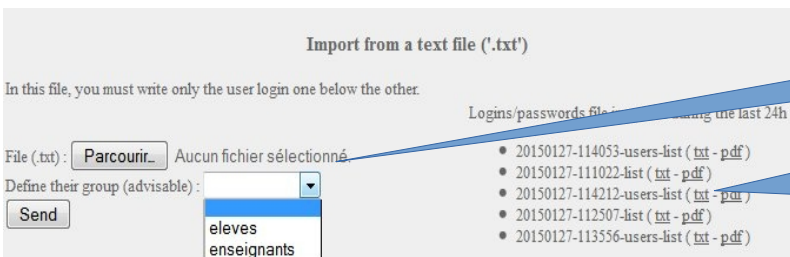 Import from a text file ('.txt')
In this file, you must write only the user login one below the other.
Logins/passwords file the last 24h
File (.txt) : Parcourir... Aucun fichier sélectionné.
Define their group (advisable) :
Send
eleves
enseignants
20150127-114053-users-list ( txt - pdf )
20150127-111022-list ( txt - pdf )
20150127-114212-users-list ( txt - pdf )
20150127-112507-list ( txt - pdf )
20150127-113556-users-list ( txt - pdf )